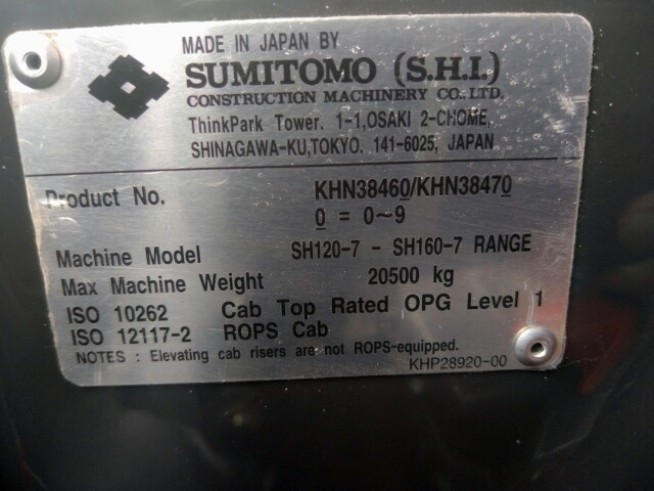 MADE IN JAPAN BY
SUMITOMO (S.H.I.)
CONSTRUCTION MACHINERY CO. LTD.
ThinkPark Tower. 1-1,OSAKI 2-CHOME,
SHINAGAWA-KU,TOKYO. 141-6025, JAPAN
Product No. KHN38460/KHN38470
0 = 0~9
Machine Model SH120-7 - SH160-7 RANGE
Max Machine Weight 20500 kg
ISO 10262 Cab Top Rated OPG Level 1
ISO 12117-2 ROPS Cab
NOTES : Elevating cab risers are not ROPS-equipped.
KHP28920-00